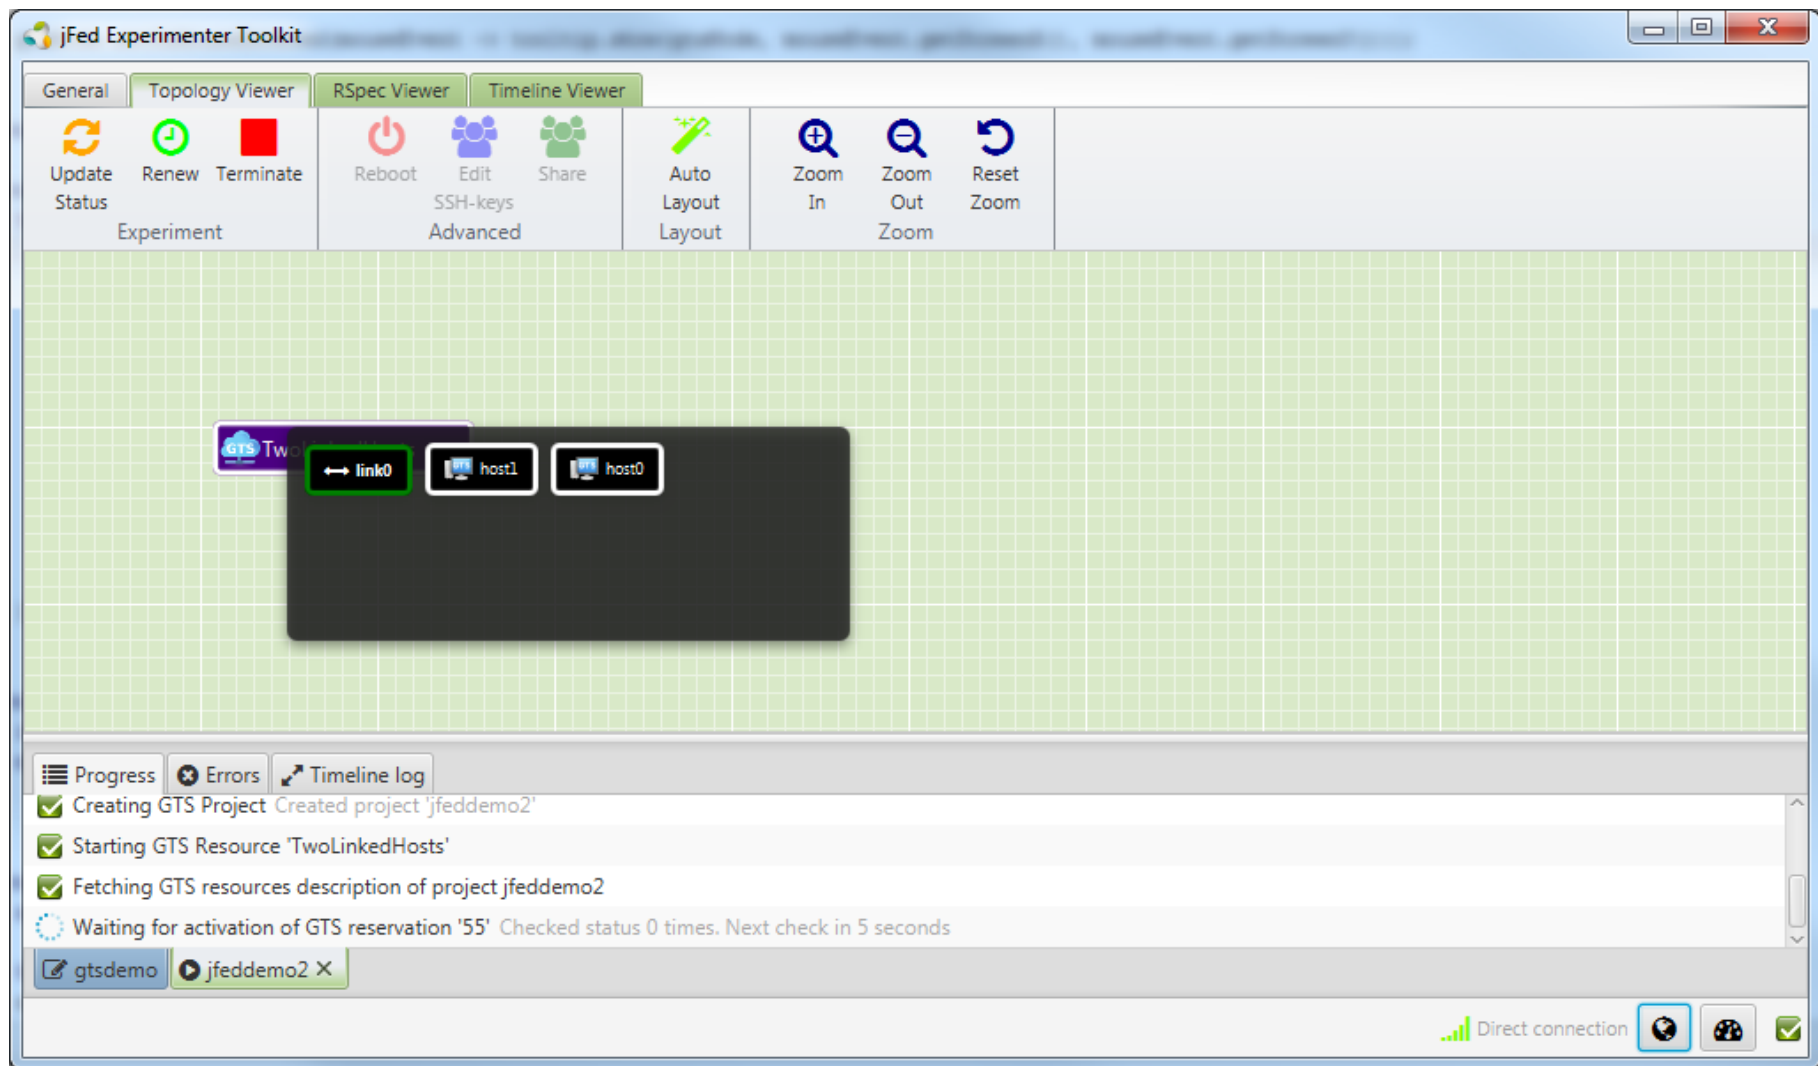 jFed Experimenter Toolkit
General Topology Viewer RSpec Viewer Timeline Viewer
Update Status Renew Terminate Reboot Edit SSH-keys Share Auto Layout Zoom In Zoom Out Reset Zoom
Experiment Advanced Layout Zoom
GTS
link0 GTS host1 GTS host0
Progress Errors Timeline log
Creating GTS Project Created project 'jfeddemo2'
Starting GTS Resource 'TwoLinkedHosts'
Fetching GTS resources description of project jfeddemo2
Waiting for activation of GTS reservation '55' Checked status 0 times. Next check in 5 seconds
gtsdemo jfeddemo2
Direct connection